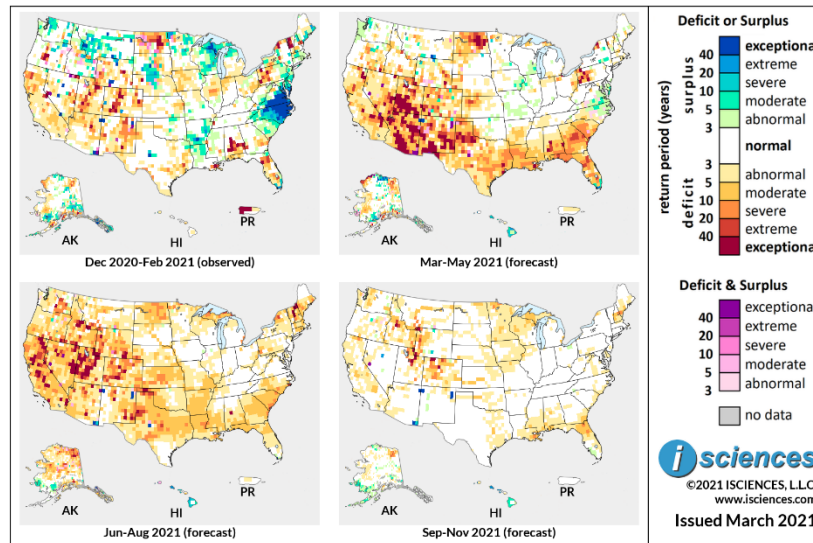 AK
HI
PR
Dec 2020-Feb 2021 (observed)
AK
HI
PR
Mar-May 2021 (forecast)
AK
HI
PR
Jun-Aug 2021 (forecast)
AK
HI
PR
Sep-Nov 2021 (forecast)
Deficit or Surplus
return period (years)
surplus
deficit
exceptiona
40
extreme
20
severe
10
moderate
5
abnormal
3
normal
3
abnormal
5
moderate
10
severe
20
extreme
40
exceptiona
Deficit & Surplus
exceptiona
40
extreme
20
severe
10
moderate
5
abnormal
3
no data
i sciences
©2021 ISCIENCES, L.L.C
www.isciences.com
Issued March 2021